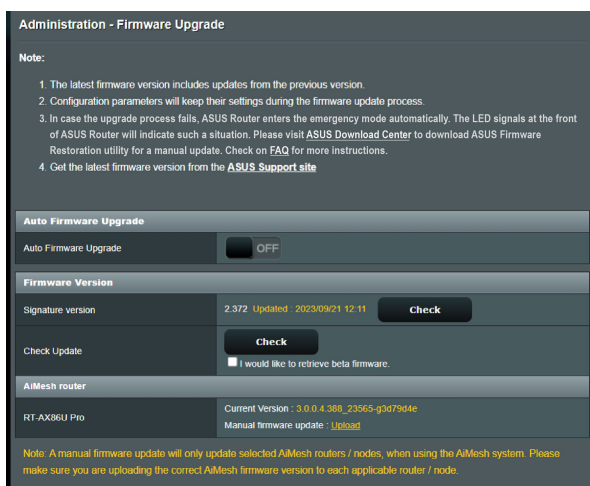 Administration - Firmware Upgrade
Note:
1. The latest firmware version includes updates from the previous version.
2. Configuration parameters will keep their settings during the firmware update process.
3. In case the upgrade process fails, ASUS Router enters the emergency mode automatically. The LED signals at the front
of ASUS Router will indicate such a situation. Please visit ASUS Download Center to download ASUS Firmware
Restoration utility for a manual update. Check on FAQ for more instructions.
4. Get the latest firmware version from the ASUS Support site
Auto Firmware Upgrade
Auto Firmware Upgrade OFF
Firmware Version
Signature version 2.372 Updated : 2023/09/21 12:11 Check
Check Update Check
I would like to retrieve beta firmware.
AiMesh router
RT-AX86U Pro
Current Version : 3.0.0.4.388_23565-g3d79d4e
Manual firmware update : Upload
Note: A manual firmware update will only update selected AiMesh routers / nodes, when using the AiMesh system. Please
make sure you are uploading the correct AiMesh firmware version to each applicable router / node.